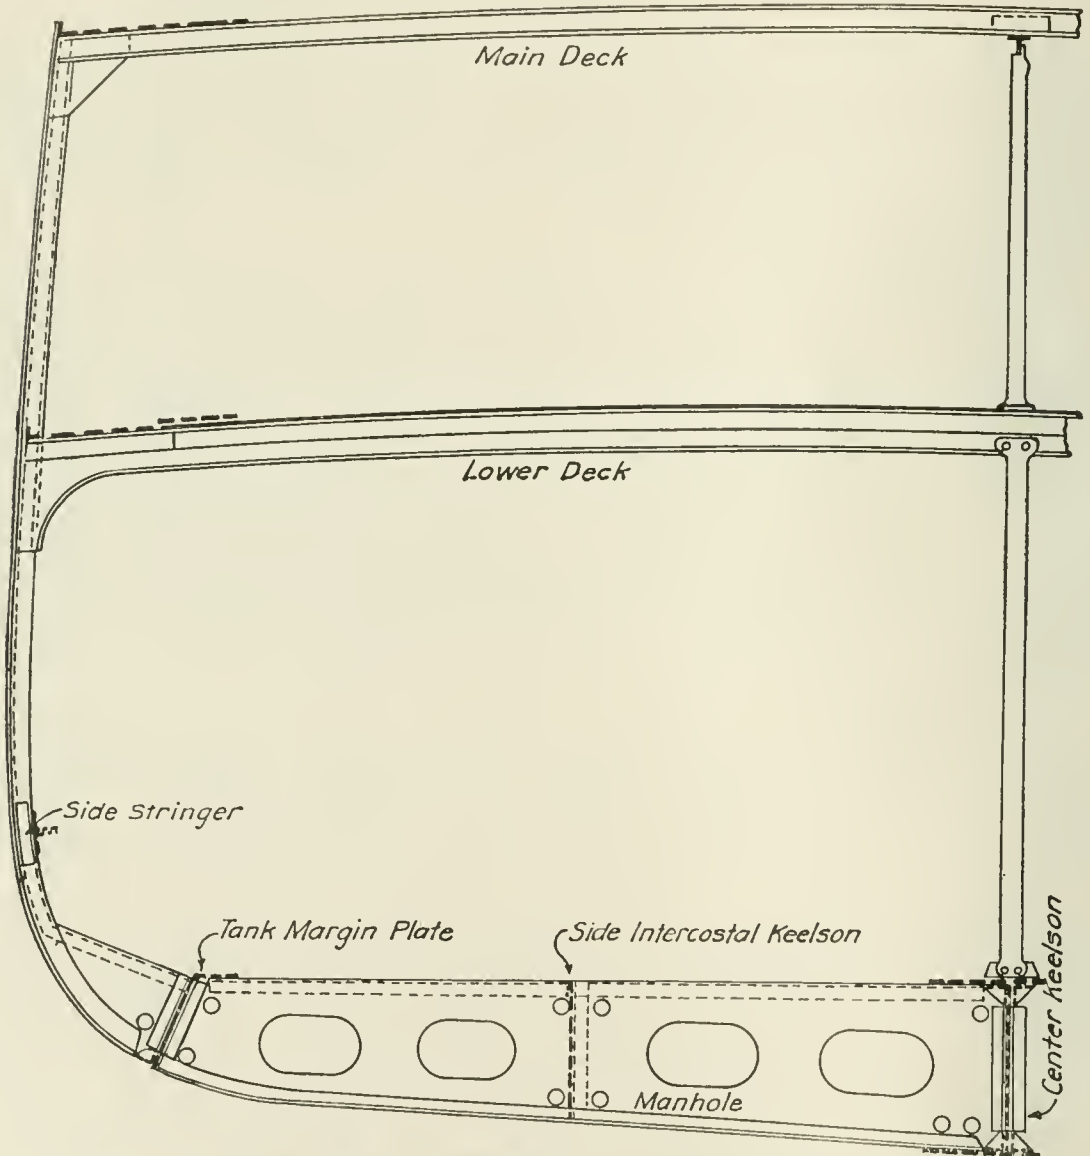 Main Deck
Lower Deck
Side Stringer
Tank Margin Plate
Side Intercostal Keelson
Center Keelson
Manhole